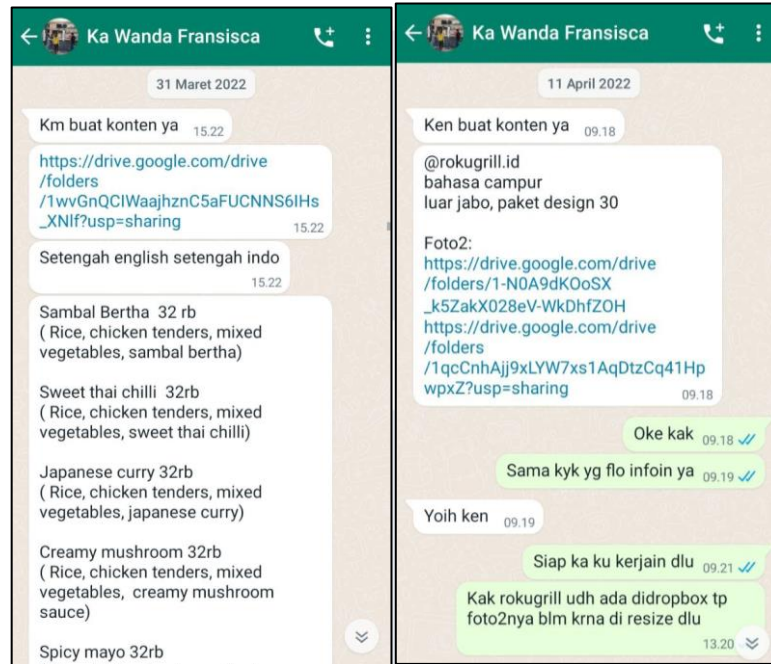 Ka Wanda Fransisca
31 Maret 2022
Km buat konten ya 15.22
https://drive.google.com/drive
/folders
/1wvGnQCIWaajhznC5aFUCNNS6IHs
_XNlf?usp=sharing
15.22
Setengah english setengah indo
15.22
Sambal Bertha 32 rb
( Rice, chicken tenders, mixed
vegetables, sambal bertha)
Sweet thai chilli 32rb
( Rice, chicken tenders, mixed
vegetables, sweet thai chilli)
Japanese curry 32rb
( Rice, chicken tenders, mixed
vegetables, japanese curry)
Creamy mushroom 32rb
( Rice, chicken tenders, mixed
vegetables, creamy mushroom
sauce)
Spicy mayo 32rb
Ka Wanda Fransisca
11 April 2022
Ken buat konten ya 09.18
@rokugrill.id
bahasa campur
luar jabo, paket design 30
Foto2:
https://drive.google.com/drive
/folders/1-N0A9dKOoSX
_k5ZakX028eV-WkDhfZOH
https://drive.google.com/drive
/folders
/1qcCnhAjj9xLYW7xs1AqDtzCq41Hp
wpxZ?usp=sharing
09.18
Oke kak 09.18
Sama kyk yg flo infoin ya 09.19
Yoih ken 09.19
Siap ka ku kerjain dlu 09.21
Kak rokugrill udh ada didropbox tp
foto2nya blm krna di resize dlu
13.20